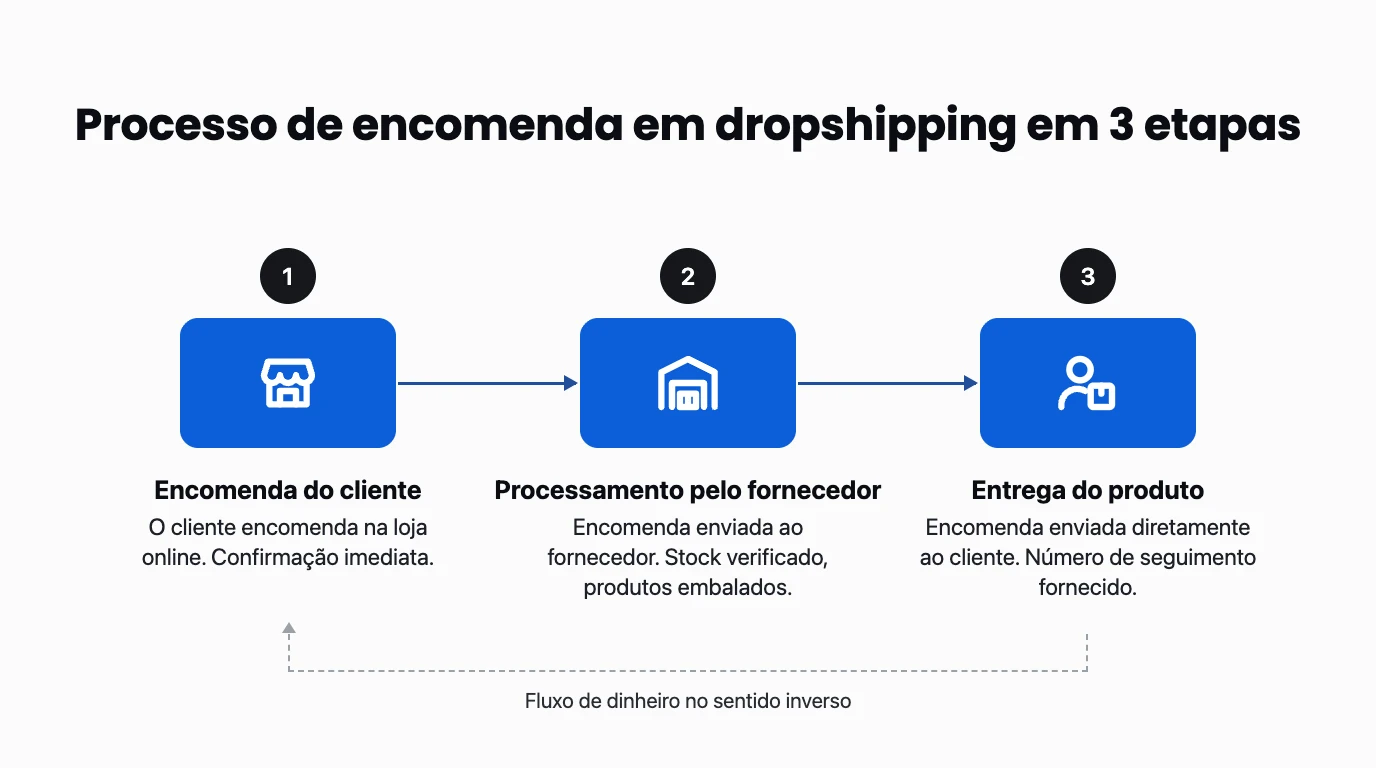 Processo de encomenda em dropshipping em 3 etapas
1
2
3
Encomenda do cliente
O cliente encomenda na loja
online. Confirmação imediata.
Processamento pelo fornecedor
Encomenda enviada ao
fornecedor. Stock verificado,
produtos embalados.
Entrega do produto
Encomenda enviada diretamente
ao cliente. Número de seguimento
fornecido.
Fluxo de dinheiro no sentido inverso